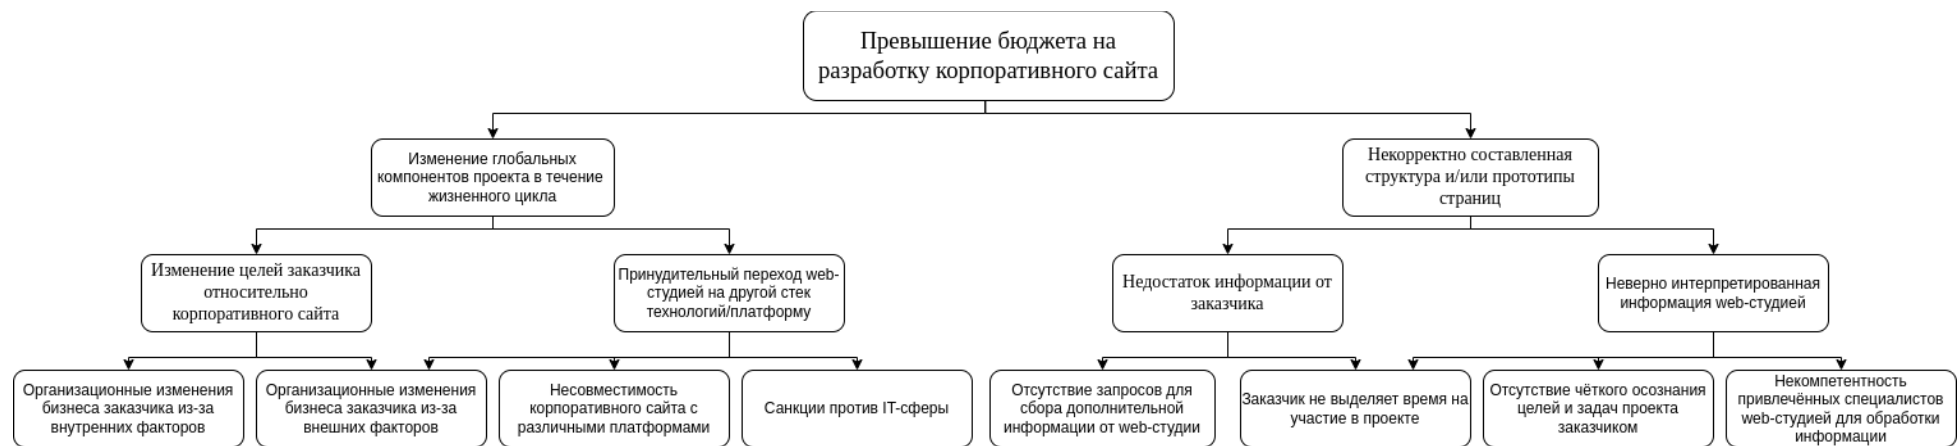 Превышение бюджета на
разработку корпоративного сайта
Изменение глобальных
компонентов проекта в течение
жизненного цикла
Некорректно составленная
структура и/или прототипы
страниц
Изменение целей заказчика
относительно
корпоративного сайта
Принудительный переход web-
студией на другой стек
технологий/платформу
Недостаток информации от
заказчика
Неверно интерпретированная
информация web-студией
Организационные изменения
бизнеса заказчика из-за
внутренних факторов
Организационные изменения
бизнеса заказчика из-за
внешних факторов
Несовместимость
корпоративного сайта с
различными платформами
Санкции против IT-сферы
Отсутствие запросов для
сбора дополнительной
информации от web-студии
Заказчик не выделяет время на
участие в проекте
Отсутствие чёткого осознания
целей и задач проекта
заказчиком
Некомпетентность
привлечённых специалистов
web-студией для обработки
информации